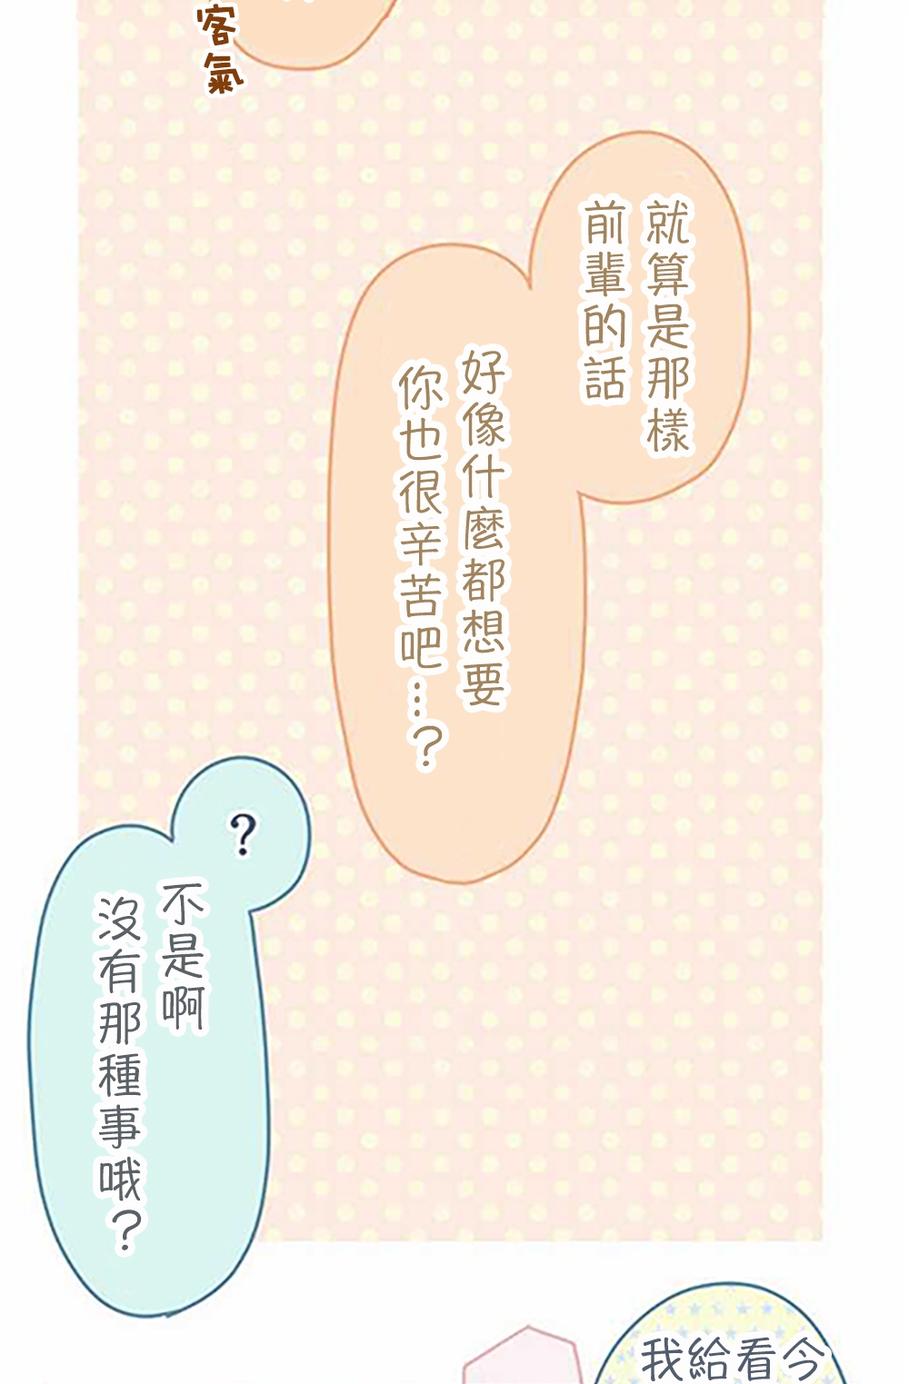 客氣
就算是那樣
前輩的話
好像什麼都想要
你也很辛苦吧…？
？
不是啊
沒有那種事哦？
我給看今